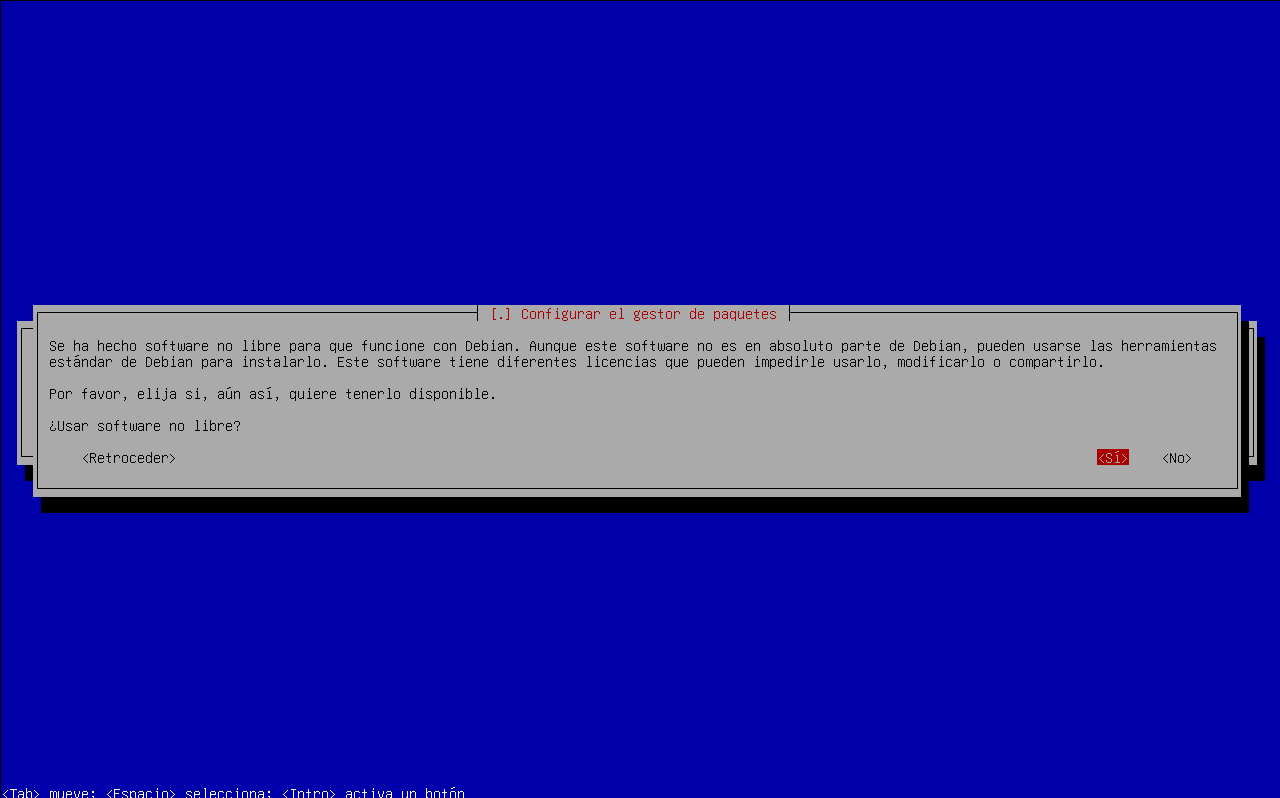 [.] Configurar el gestor de paquetes
Se ha hecho software no libre para que funcione con Debian. Aunque este software no es en absoluto parte de Debian, pueden usarse las herramientas
estándar de Debian para instalarlo. Este software tiene diferentes licencias que pueden impedirle usarlo, modificarlo o compartirlo.
Por favor, elija si, aún así, quiere tenerlo disponible.
¿Usar software no libre?
<Retroceder> <Sí> <No>
<Tab> mueve; <Espacio> selecciona; <Intro> activa un botón